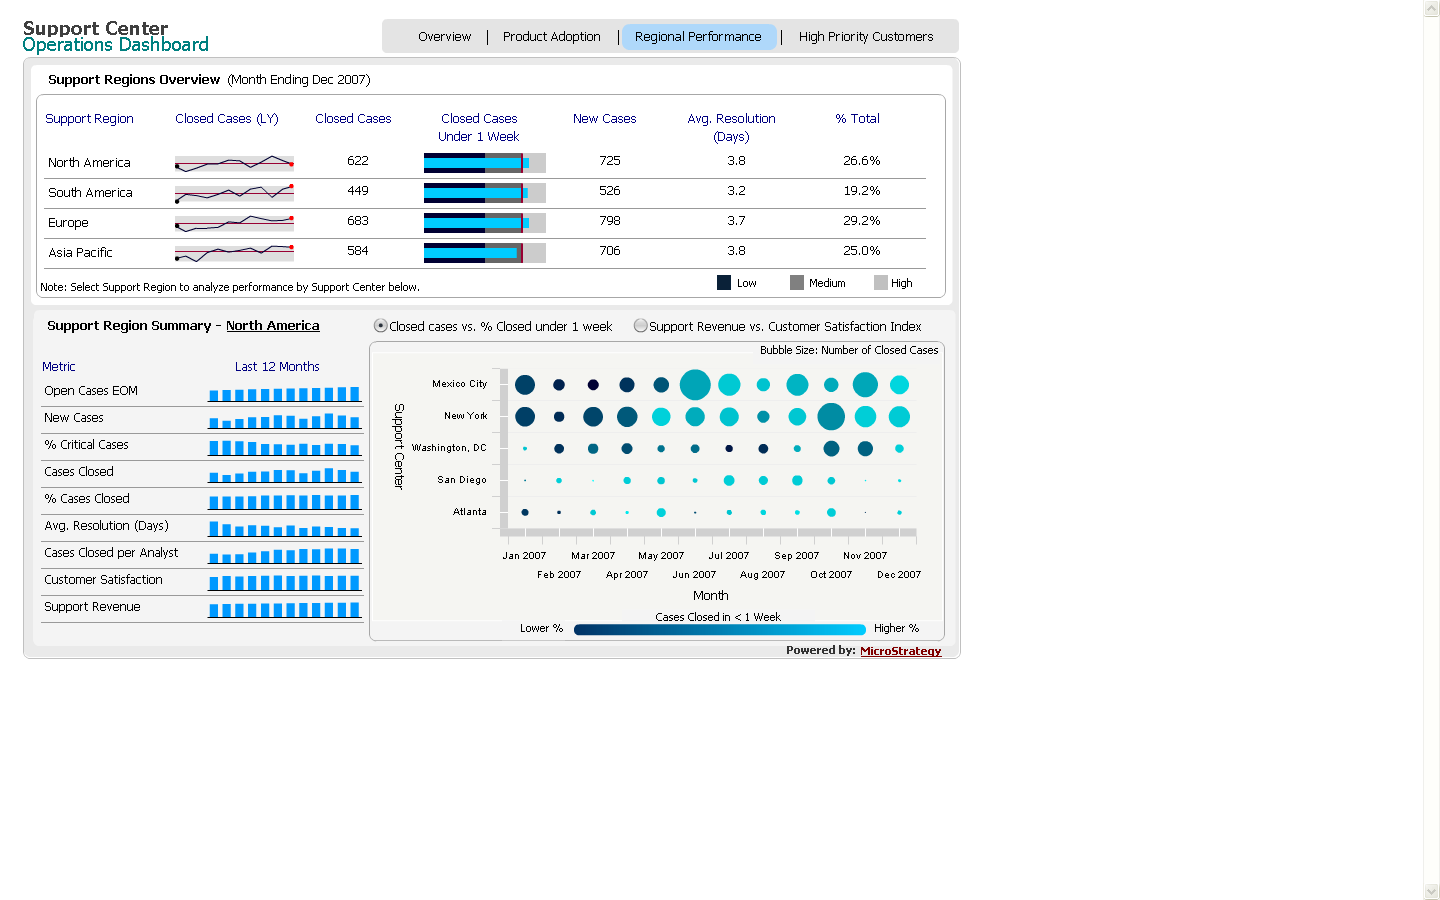 Support Center
Operations Dashboard
Overview | Product Adoption | Regional Performance | High Priority Customers
Support Regions Overview (Month Ending Dec 2007)
Support Region Closed Cases (LY) Closed Cases Closed Cases Under 1 Week New Cases Avg. Resolution (Days) % Total
North America 622 725 3.8 26.6%
South America 449 526 3.2 19.2%
Europe 683 798 3.7 29.2%
Asia Pacific 584 706 3.8 25.0%
Note: Select Support Region to analyze performance by Support Center below.
Low Medium High
Support Region Summary - North America
Closed cases vs. % Closed under 1 week
Support Revenue vs. Customer Satisfaction Index
Metric Last 12 Months
Open Cases EOM
New Cases
% Critical Cases
Cases Closed
% Cases Closed
Avg. Resolution (Days)
Cases Closed per Analyst
Customer Satisfaction
Support Revenue
Bubble Size: Number of Closed Cases
Support Center
Mexico City
New York
Washington, DC
San Diego
Atlanta
Jan 2007 Mar 2007 May 2007 Jul 2007 Sep 2007 Nov 2007
Feb 2007 Apr 2007 Jun 2007 Aug 2007 Oct 2007 Dec 2007
Month
Cases Closed in < 1 Week
Lower % Higher %
Powered by: MicroStrategy